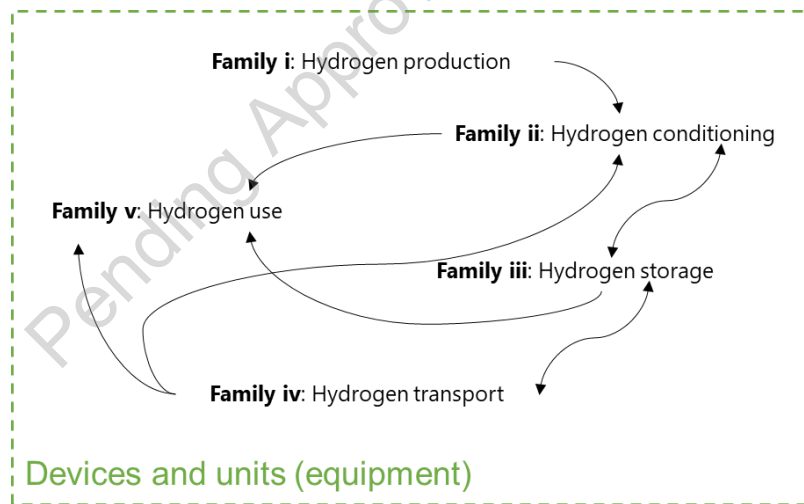 Family i: Hydrogen production
Family ii: Hydrogen conditioning
Family v: Hydrogen use
Family iii: Hydrogen storage
Family iv: Hydrogen transport
Devices and units (equipment)
Pending